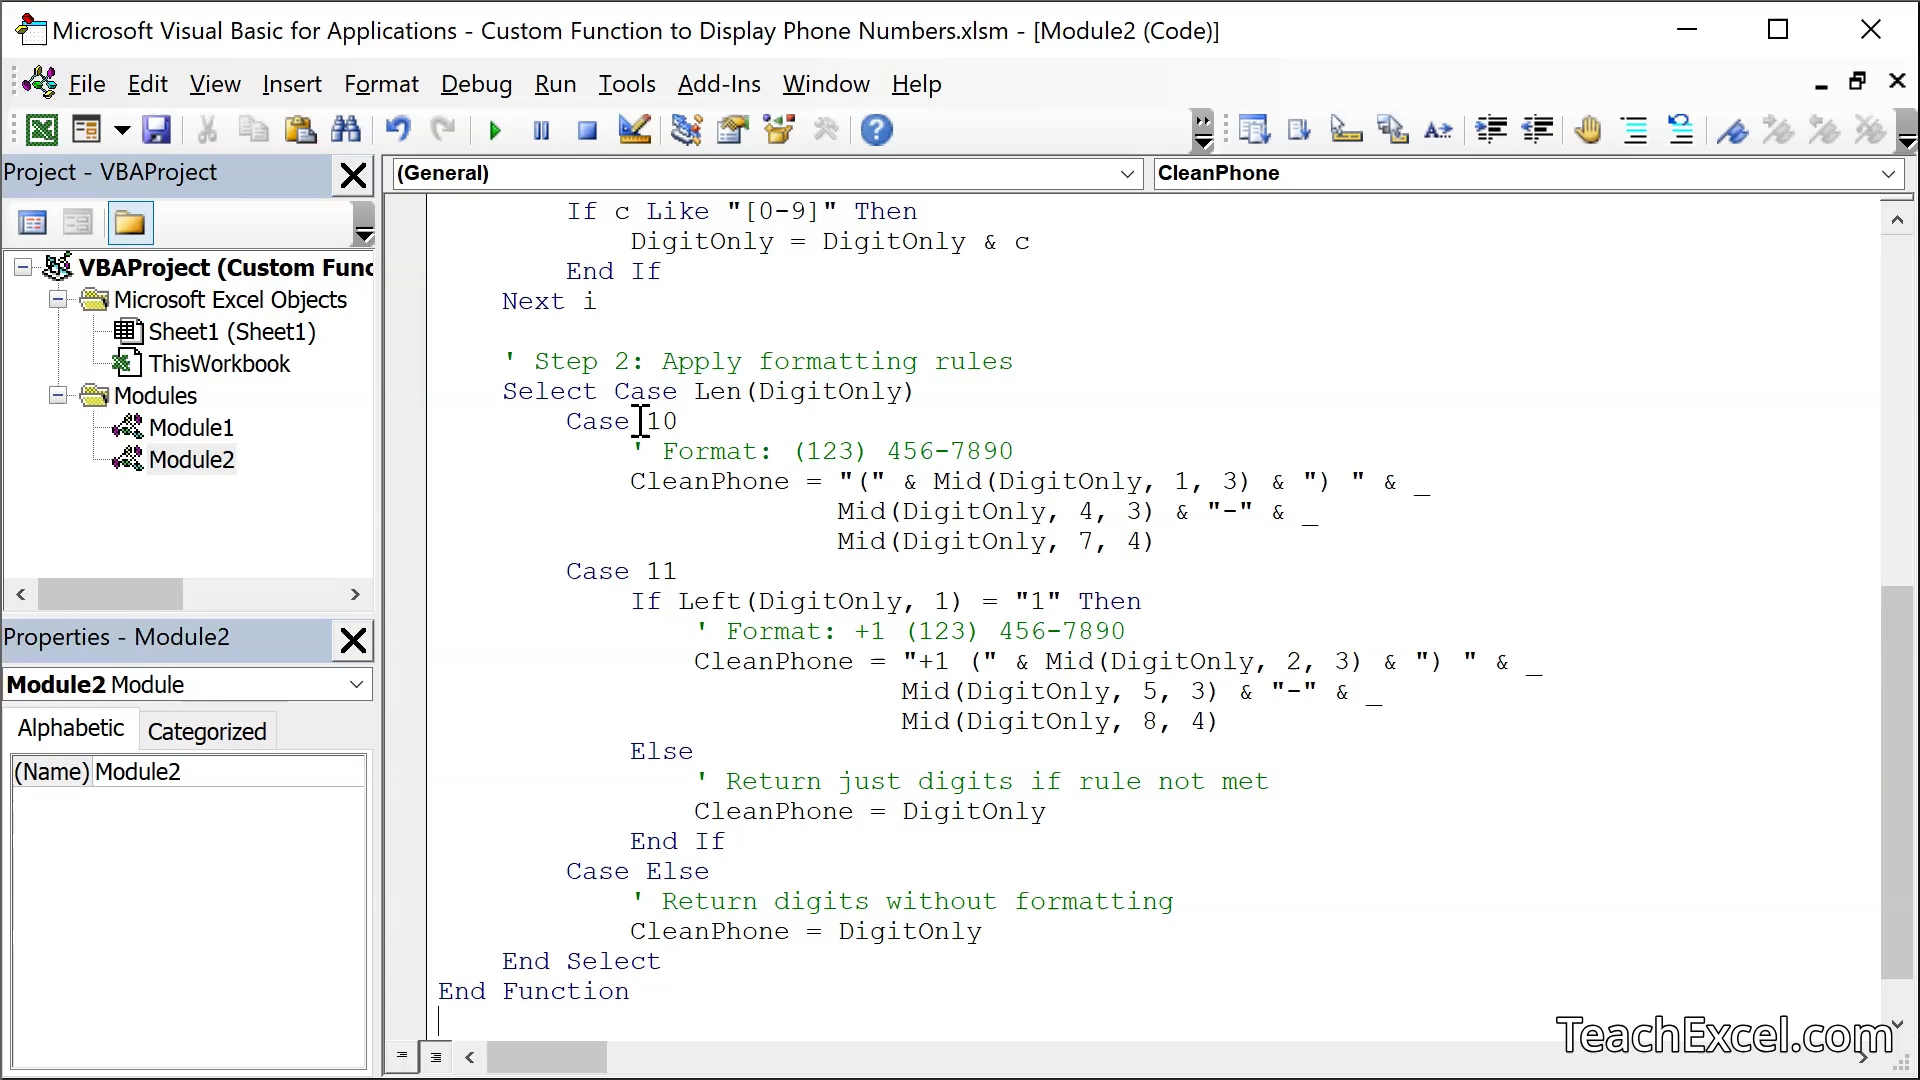 Microsoft Visual Basic for Applications - Custom Function to Display Phone Numbers.xlsm - [Module2 (Code)]
File Edit View Insert Format Debug Run Tools Add-Ins Window Help
Project - VBAProject
(General)
CleanPhone
VBAProject (Custom Func
Microsoft Excel Objects
Sheet1 (Sheet1)
ThisWorkbook
Modules
Module1
Module2
Properties - Module2
Module2 Module
Alphabetic Categorized
(Name) Module2
If c Like "[0-9]" Then
DigitOnly = DigitOnly & c
End If
Next i
' Step 2: Apply formatting rules
Select Case Len(DigitOnly)
Case 10
' Format: (123) 456-7890
CleanPhone = "(" & Mid(DigitOnly, 1, 3) & ") " & _
Mid(DigitOnly, 4, 3) & "-" & _
Mid(DigitOnly, 7, 4)
Case 11
If Left(DigitOnly, 1) = "1" Then
' Format: +1 (123) 456-7890
CleanPhone = "+1 (" & Mid(DigitOnly, 2, 3) & ") " & _
Mid(DigitOnly, 5, 3) & "-" & _
Mid(DigitOnly, 8, 4)
Else
' Return just digits if rule not met
CleanPhone = DigitOnly
End If
Case Else
' Return digits without formatting
CleanPhone = DigitOnly
End Select
End Function
TeachExcel.com